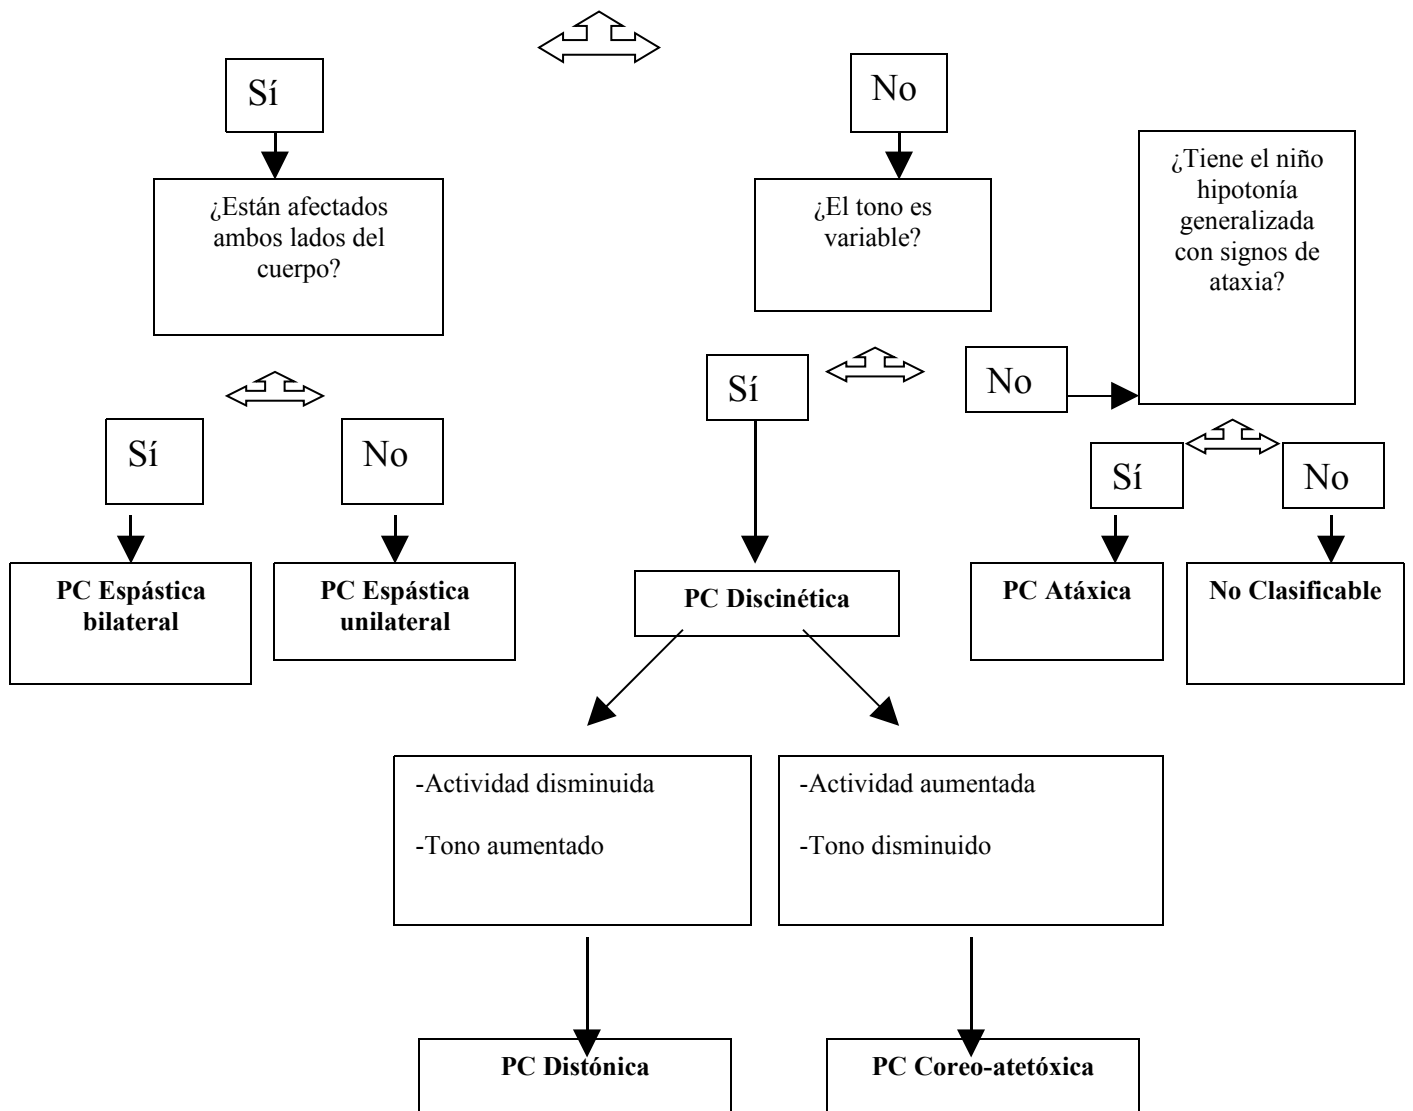 Sí
No
¿Están afectados
ambos lados del
cuerpo?
¿El tono es
variable?
¿Tiene el niño
hipotonía
generalizada
con signos de
ataxia?
Sí
No
Sí
No
Sí
No
PC Espástica
bilateral
PC Espástica
unilateral
PC Discinética
PC Atáxica
No Clasificable
-Actividad disminuida
-Tono aumentado
-Actividad aumentada
-Tono disminuido
PC Distónica
PC Coreo-atetóxica